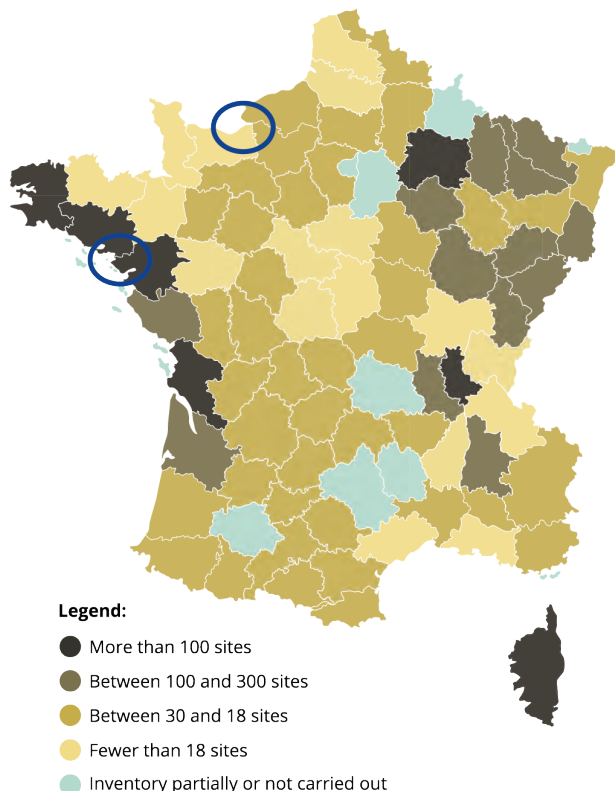 Legend:
More than 100 sites
Between 100 and 300 sites
Between 30 and 18 sites
Fewer than 18 sites
Inventory partially or not carried out